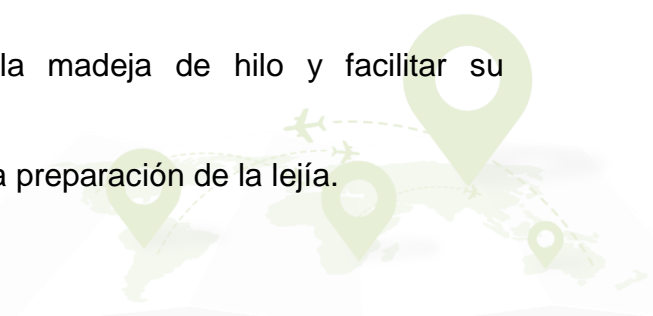 la madeja de hilo y facilitar su
a preparación de la lejía.